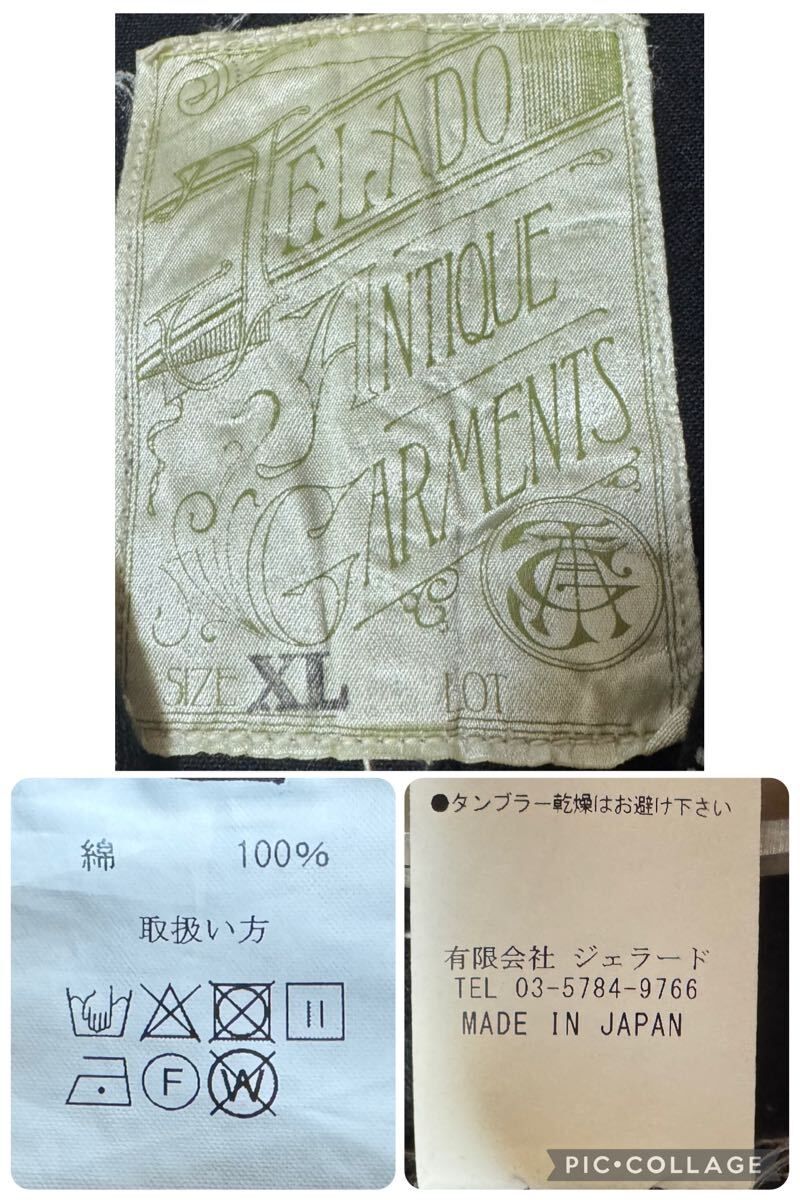 JELADO
ANTIQUE
GARMENTS
SIZE XL LOT
綿 100%
取扱い方
F
W
●タンブラー乾燥はお避け下さい
有限会社 ジェラード
TEL 03-5784-9766
MADE IN JAPAN
PIC•COLLAGE